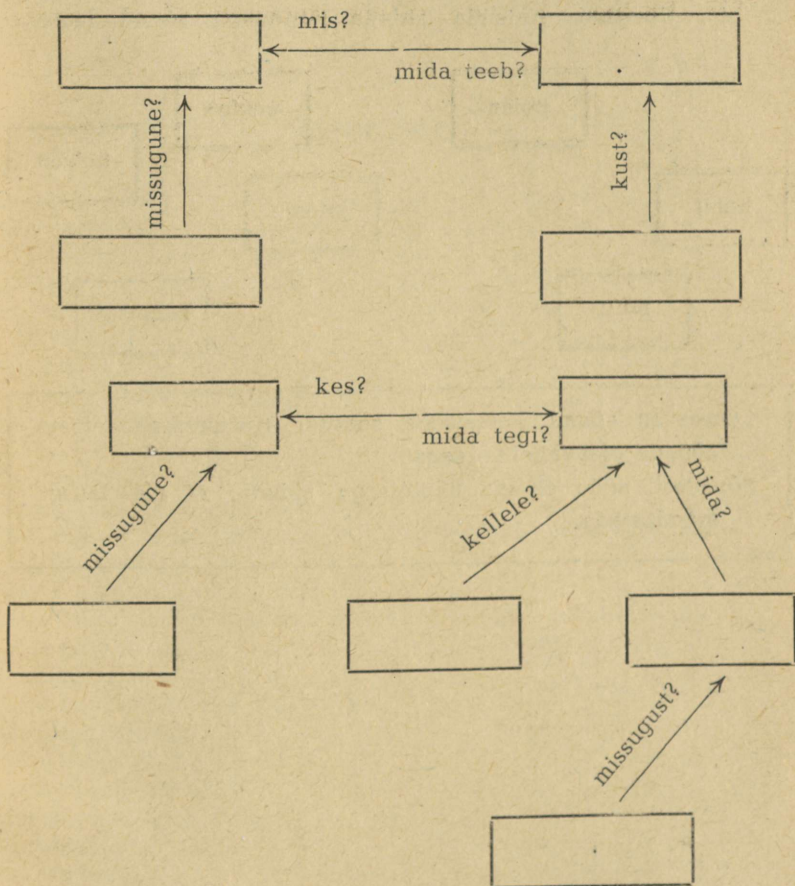 mis?
mida teeb?
missugune?
kust?
kes?
mida tegi?
missugune?
kellele?
mida?
missugust?